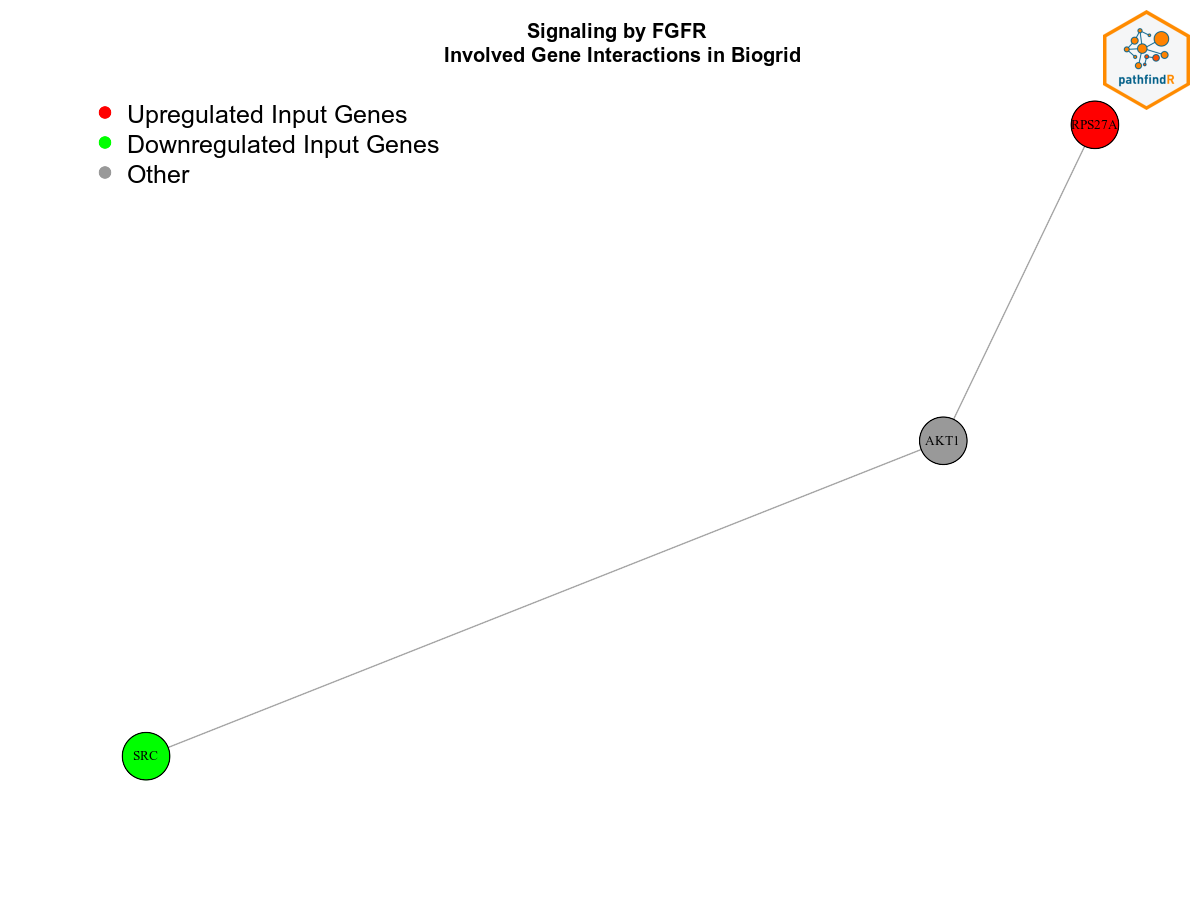 Signaling by FGFR
Involved Gene Interactions in Biogrid
pathfindR
Upregulated Input Genes
Downregulated Input Genes
Other
RPS27A
AKT1
SRC